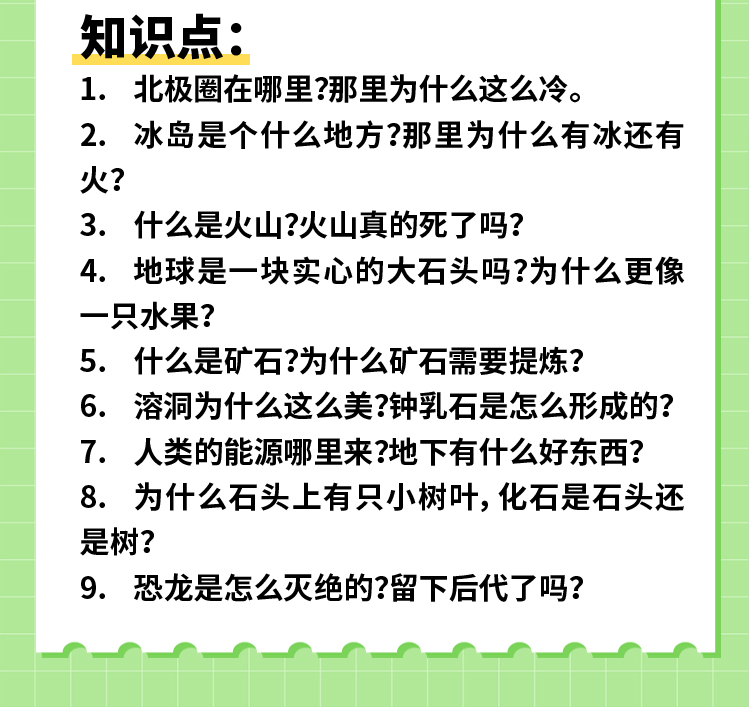 知识点：
1. 北极圈在哪里？那里为什么这么冷。
2. 冰岛是个什么地方？那里为什么有冰还有
火？
3. 什么是火山？火山真的死了吗？
4. 地球是一块实心的大石头吗？为什么更像
一只水果？
5. 什么是矿石？为什么矿石需要提炼？
6. 溶洞为什么这么美？钟乳石是怎么形成的？
7. 人类的能源哪里来？地下有什么好东西？
8. 为什么石头上有只小树叶，化石是石头还
是树？
9. 恐龙是怎么灭绝的？留下后代了吗？